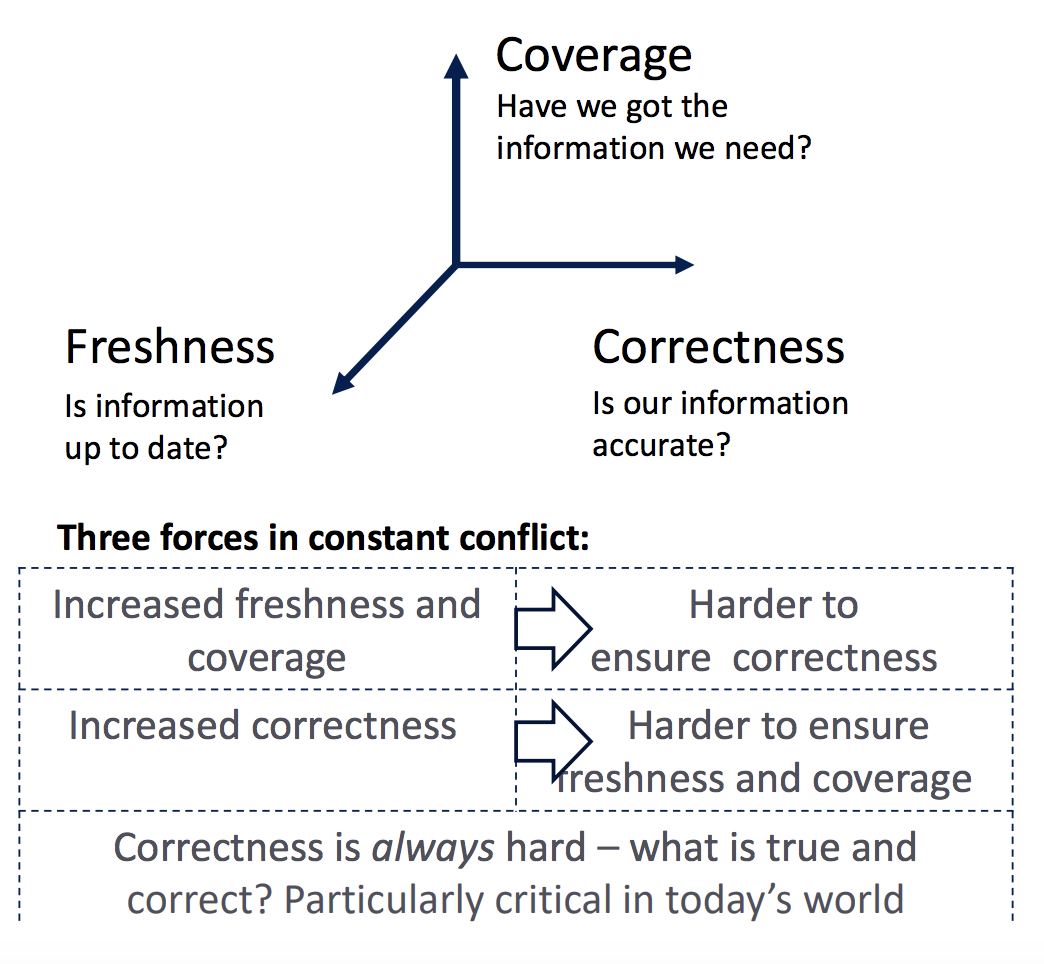 Coverage
Have we got the
information we need?
Freshness
Is information
up to date?
Correctness
Is our information
accurate?
Three forces in constant conflict:
Increased freshness and
coverage
Harder to
ensure  correctness
Increased correctness
Harder to ensure
freshness and coverage
Correctness is always hard – what is true and
correct? Particularly critical in today’s world